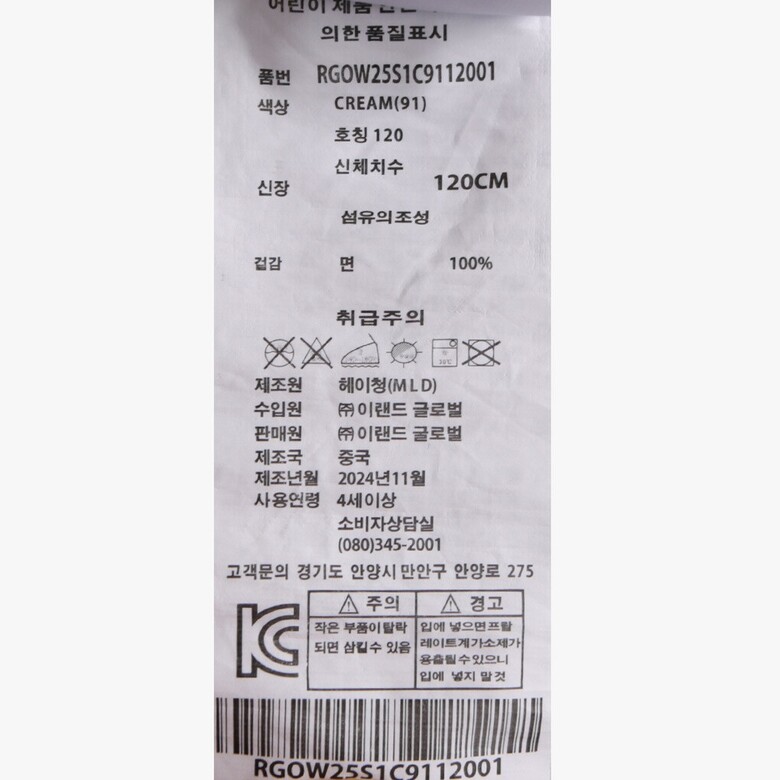 어린이 제품 안전
의한 품질표시
품번 RGOW25S1C9112001
색상 CREAM(91)
호칭 120
신체치수
신장 120CM
섬유의조성
겉감 면 100%
취급주의
30℃
제조원 헤이청(MLD)
수입원 ㈜이랜드 글로벌
판매원 ㈜이랜드 글로벌
제조국 중국
제조년월 2024년11월
사용연령 4세이상
소비자상담실
(080)345-2001
고객문의 경기도 안양시 만안구 안양로 275
주의
작은 부품이탈락
되면 삼킬수 있음
경고
입에 넣으면프탈
레이트계가소제가
용출될수있으니
입에 넣지 말것
RGOW25S1C9112001